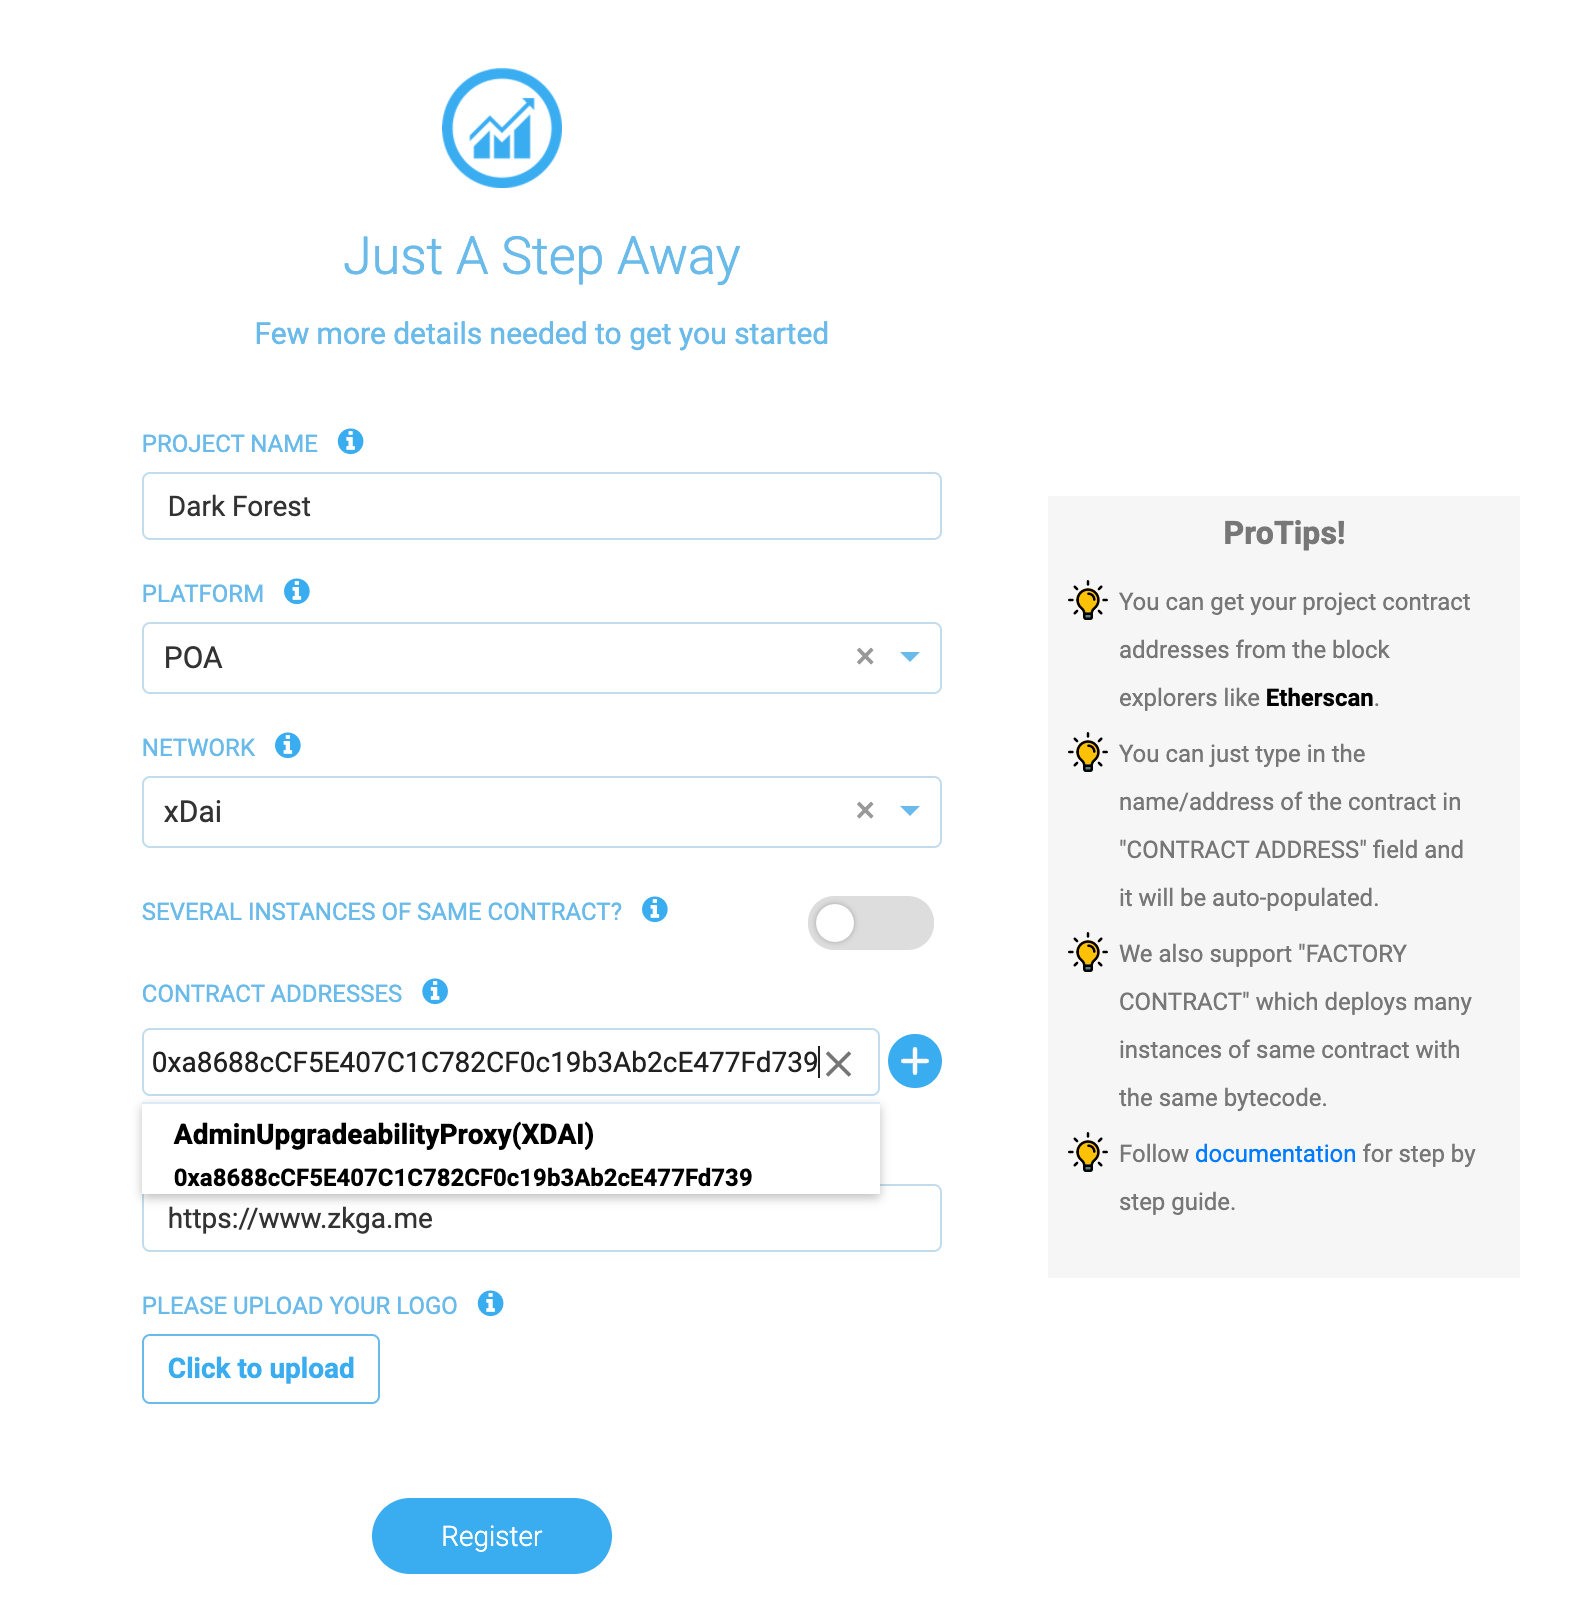 Just A Step Away
Few more details needed to get you started
PROJECT NAME
Dark Forest
PLATFORM
POA
NETWORK
xDai
SEVERAL INSTANCES OF SAME CONTRACT?
CONTRACT ADDRESSES
0xa8688cCF5E407C1C782CF0c19b3Ab2cE477Fd739
AdminUpgradeabilityProxy(XDAI)
0xa8688cCF5E407C1C782CF0c19b3Ab2cE477Fd739
https://www.zkga.me
PLEASE UPLOAD YOUR LOGO
Click to upload
Register
ProTips!
You can get your project contract
addresses from the block
explorers like Etherscan.
You can just type in the
name/address of the contract in
"CONTRACT ADDRESS" field and
it will be auto-populated.
We also support "FACTORY
CONTRACT" which deploys many
instances of same contract with
the same bytecode.
Follow documentation for step by
step guide.